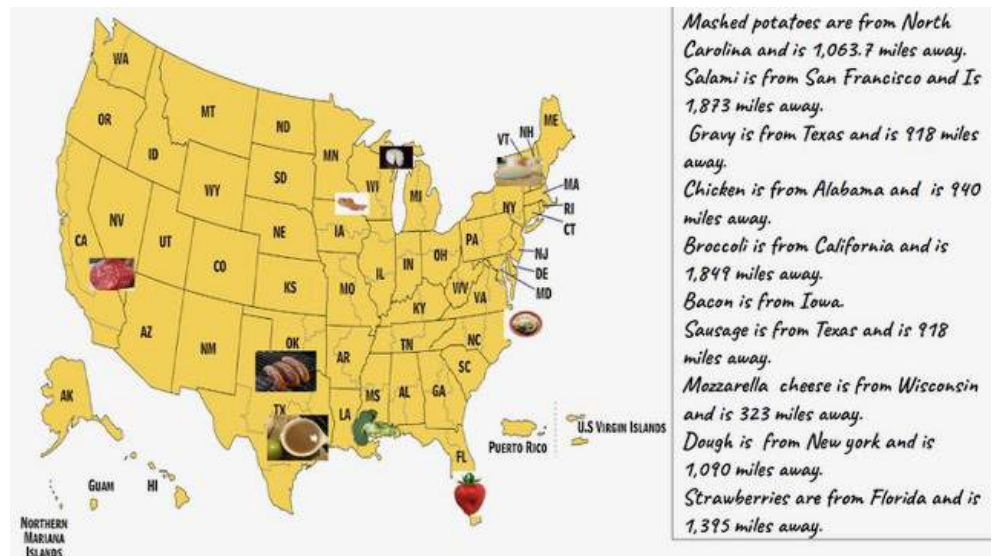 WA
OR
CA
NV
ID
MT
WY
UT
AZ
CO
NM
ND
SD
NE
KS
OK
TX
MN
IA
MO
AR
LA
WI
IL
MI
IN
OH
KY
TN
MS
AL
GA
FL
SC
NC
VA
WV
PA
NY
VT
NH
ME
MA
RI
CT
NJ
DE
MD
AK
HI
GUAM
NORTHERN
MARIANA
ISLANDS
PUERTO RICO
U.S VIRGIN ISLANDS
Mashed potatoes are from North
Carolina and is 1,063.7 miles away.
Salami is from San Francisco and Is
1,873 miles away.
Gravy is from Texas and is 918 miles
away.
Chicken is from Alabama and is 940
miles away.
Broccoli is from California and is
1,849 miles away.
Bacon is from Iowa.
Sausage is from Texas and is 918
miles away.
Mozzarella cheese is from Wisconsin
and is 323 miles away.
Dough is from New york and is
1,090 miles away.
Strawberries are from Florida and is
1,395 miles away.